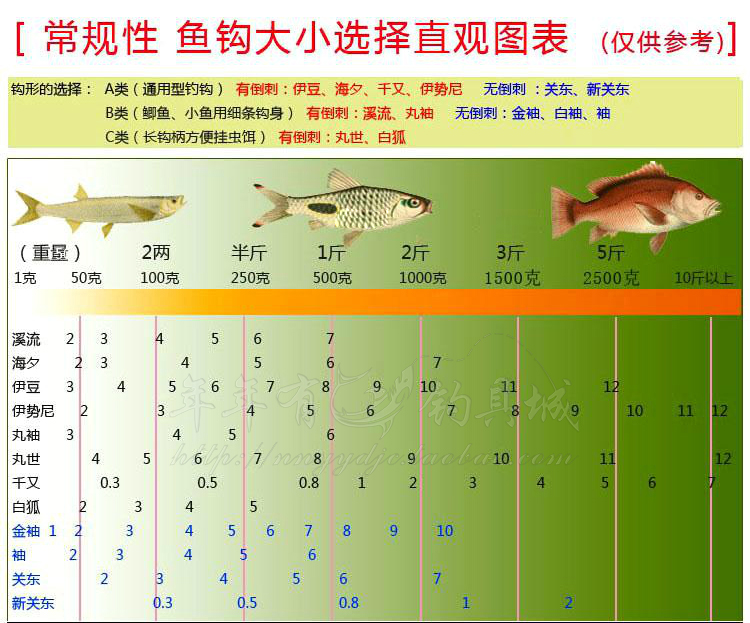 [ 常规性 鱼钩大小选择直观图表 (仅供参考)]
钩形的选择： A类（通用型钓钩） 有倒刺：伊豆、海夕、千又、伊势尼 无倒刺 ：关东、新关东
B类（鲫鱼、小鱼用细条钩身） 有倒刺：溪流、丸袖 无倒刺：金袖、白袖、袖
C类（长钩柄方便挂虫饵） 有倒刺：丸世、白狐
（重量） 2两 半斤 1斤 2斤 3斤 5斤
1克 50克 100克 250克 500克 1000克 1500克 2500克 10斤以上
溪流 2 3 4 5 6 7
海夕 2 3 4 5 6 7
伊豆 3 4 5 6 7 8 9 10 11 12
伊势尼 2 3 4 5 6 7 8 9 10 11 12
年年有 钓具城
丸袖 3 4 5 6
丸世 4 5 6 7 8 9 10 11 12
千又 0.3 0.5 0.8 1 2 3 4 5 6 7
白狐 2 3 4 5
金袖 1 2 3 4 5 6 7 8 9 10
袖 2 3 4 5 6
关东 2 3 4 5 6 7
新关东 0.3 0.5 0.8 1 2